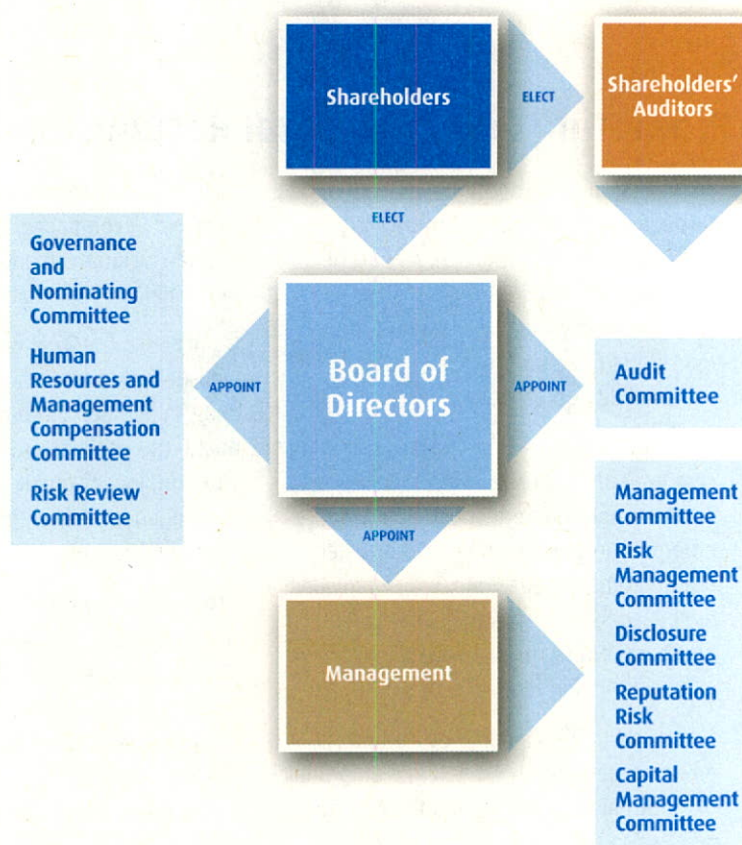 Shareholders
ELECT
Shareholders'
Auditors
ELECT
Governance
and
Nominating
Committee
Human
Resources and
Management
Compensation
Committee
Risk Review
Committee
APPOINT
Board of
Directors
APPOINT
Audit
Committee
APPOINT
Management
Management
Committee
Risk
Management
Committee
Disclosure
Committee
Reputation
Risk
Committee
Capital
Management
Committee